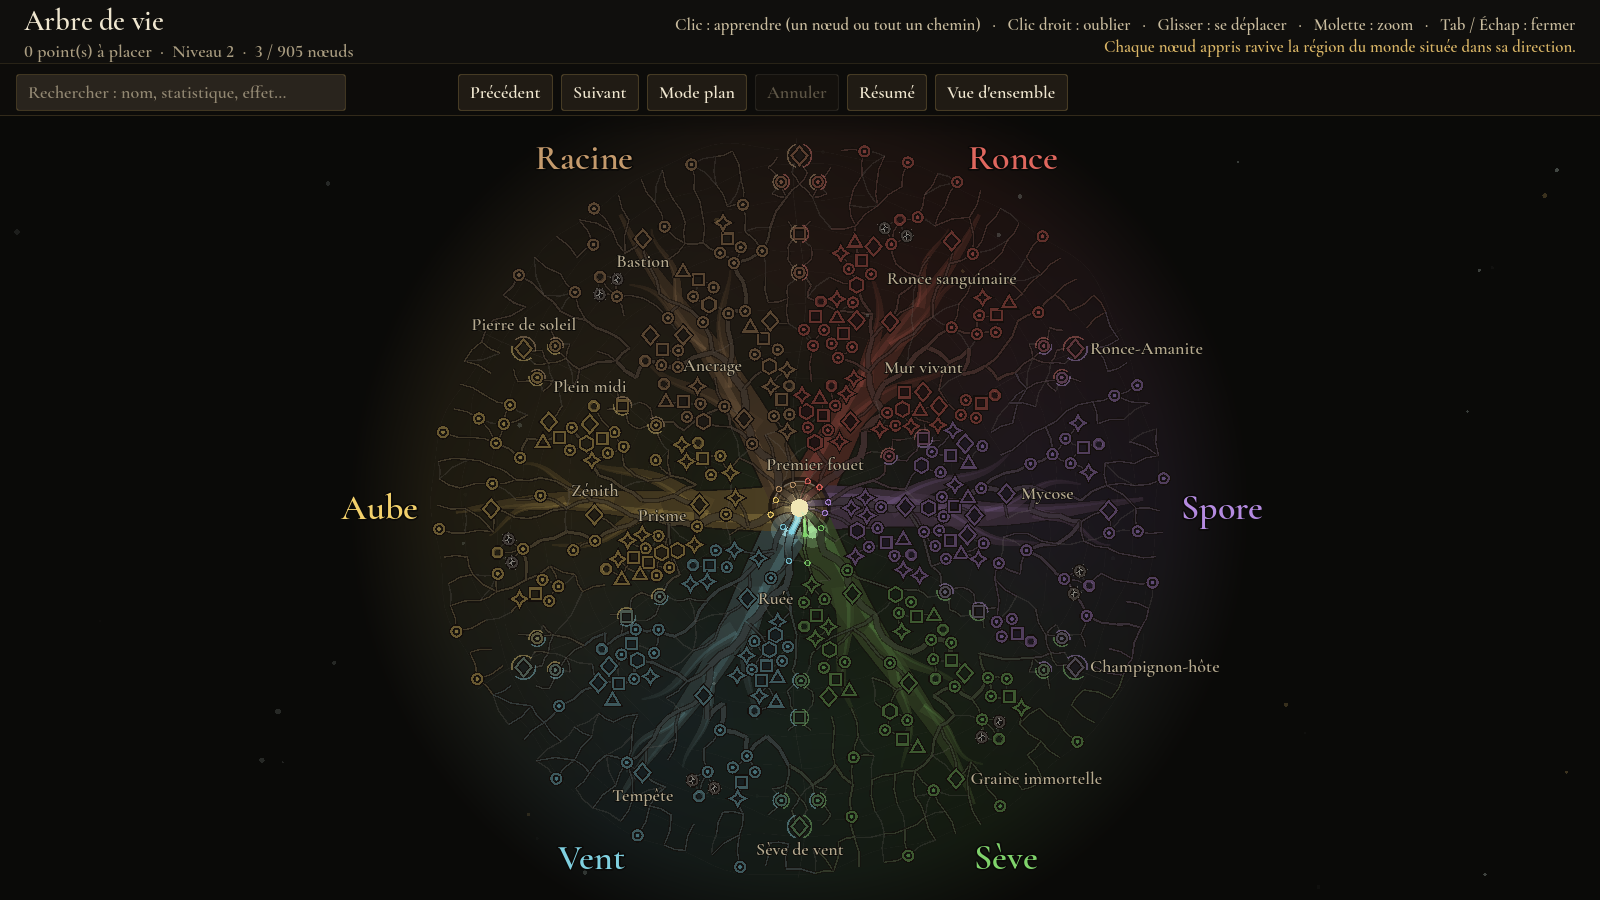 Arbre de vie
0 point(s) à placer · Niveau 2 · 3 / 905 nœuds
Clic : apprendre (un nœud ou tout un chemin) · Clic droit : oublier · Glisser : se déplacer · Molette : zoom · Tab / Échap : fermer
Chaque nœud appris ravive la région du monde située dans sa direction.
Rechercher : nom, statistique, effet...
Précédent
Suivant
Mode plan
Annuler
Résumé
Vue d'ensemble
Racine
Ronce
Bastion
Ronce sanguinaire
Pierre de soleil
Ronce-Amanite
Ancrage
Mur vivant
Plein midi
Premier fouet
Zénith
Mycose
Aube
Prisme
Spore
Ruée
Champignon-hôte
Graine immortelle
Tempête
Sève de vent
Vent
Sève